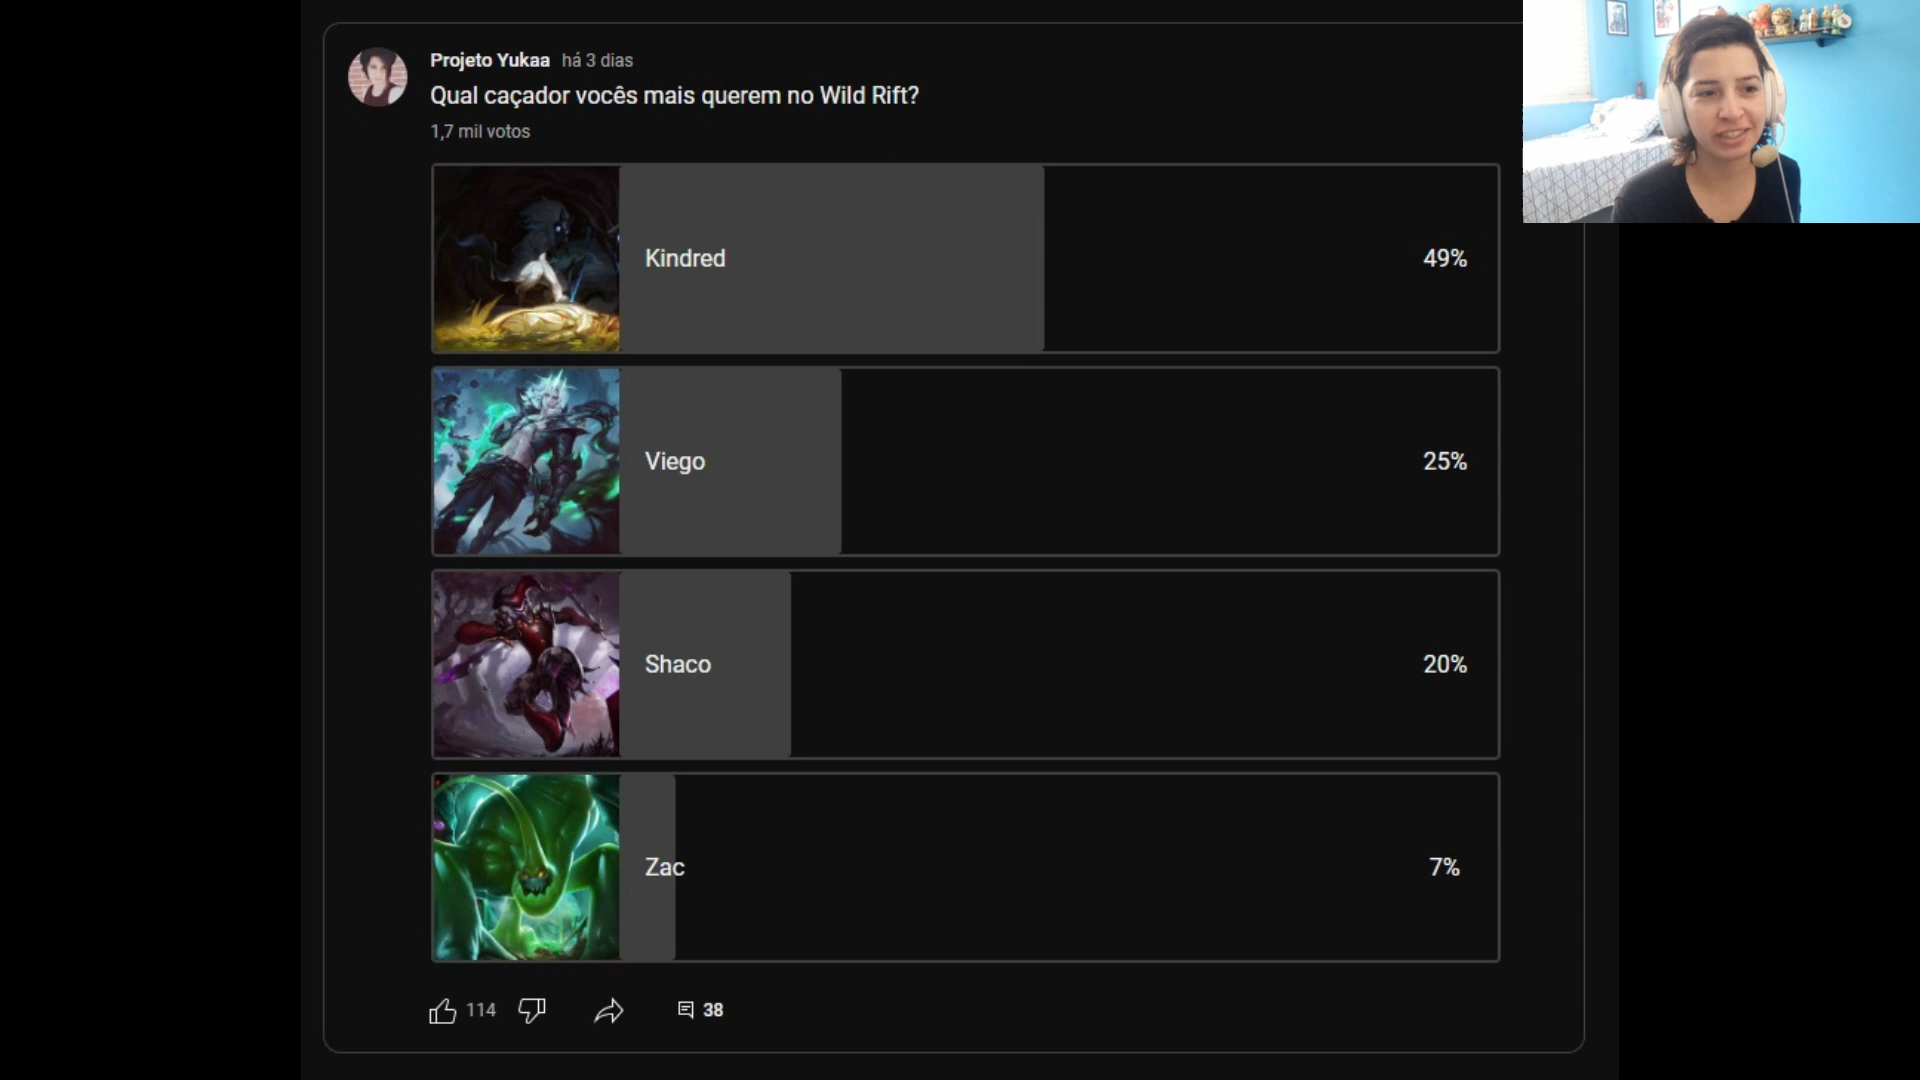 Projeto Yukaa há 3 dias
Qual caçador vocês mais querem no Wild Rift?
1,7 mil votos
Kindred 49%
Viego 25%
Shaco 20%
Zac 7%
114 38